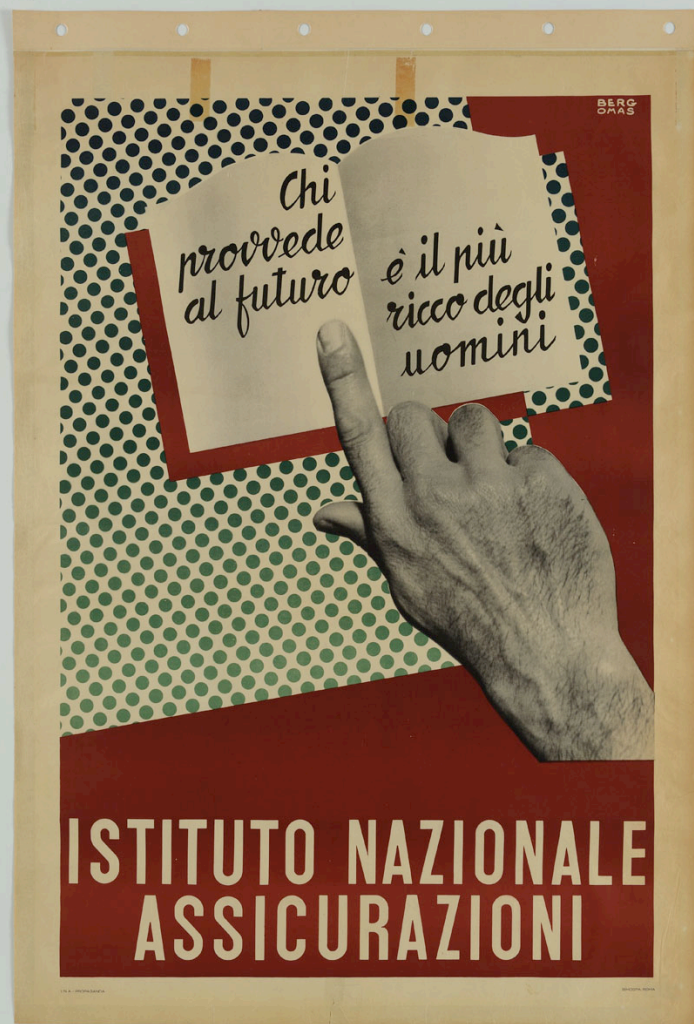 BERG
OMAS
Chi
provvede
al futuro
è il più
ricco degli
uomini
ISTITUTO NAZIONALE
ASSICURAZIONI